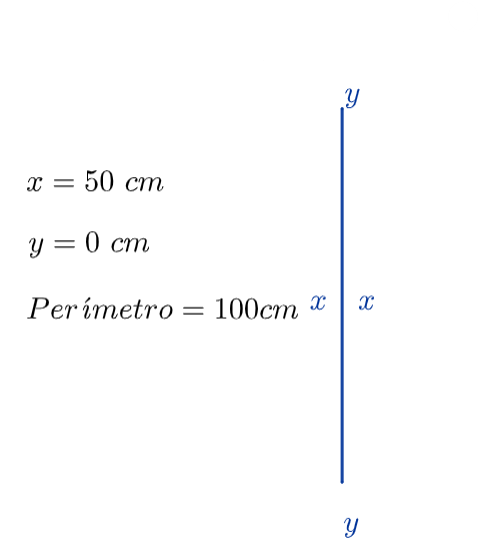 y
x = 50 cm
y = 0 cm
Perímetro = 100cm x x
y